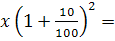 x(1 + 10/100)² =